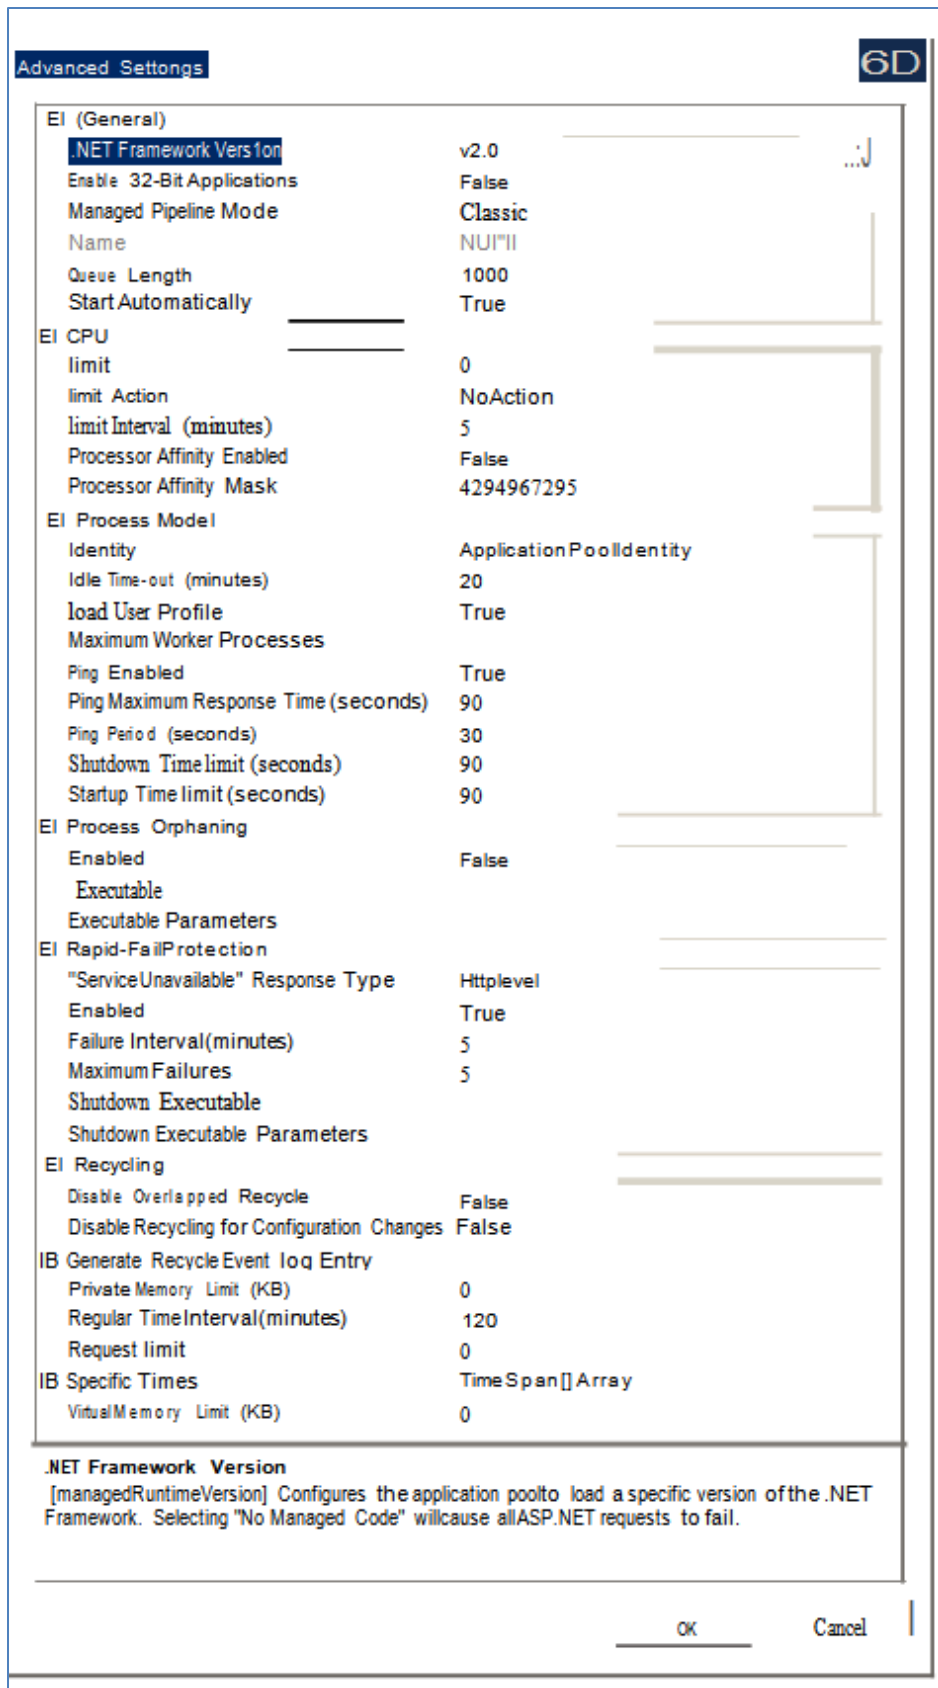 Advanced Settongs 6D
EI (General)
.NET Framework Vers1on v2.0 ...:J
Enable 32-Bit Applications False
Managed Pipeline Mode Classic
Name NUI"II
Queue Length 1000
Start Automatically True
EI CPU
limit 0
limit Action NoAction
limit Interval (minutes) 5
Processor Affinity Enabled False
Processor Affinity Mask 4294967295
EI Process Model
Identity ApplicationPoolIdentity
Idle Time-out (minutes) 20
load User Profile True
Maximum Worker Processes
Ping Enabled True
Ping Maximum Response Time (seconds) 90
Ping Period (seconds) 30
Shutdown Time limit (seconds) 90
Startup Time limit (seconds) 90
EI Process Orphaning
Enabled False
Executable
Executable Parameters
EI Rapid-FailProtection
"ServiceUnavailable" Response Type Httplevel
Enabled True
Failure Interval(minutes) 5
Maximum Failures 5
Shutdown Executable
Shutdown Executable Parameters
EI Recycling
Disable Overlapped Recycle False
Disable Recycling for Configuration Changes False
IB Generate Recycle Event log Entry
Private Memory Limit (KB) 0
Regular TimeInterval(minutes) 120
Request limit 0
IB Specific Times TimeSpan[] Array
VirtualMemory Limit (KB) 0
.NET Framework Version
[managedRuntimeVersion] Configures the application poolto load a specific version of the .NET
Framework. Selecting "No Managed Code" willcause allASP.NET requests to fail.
OK Cancel